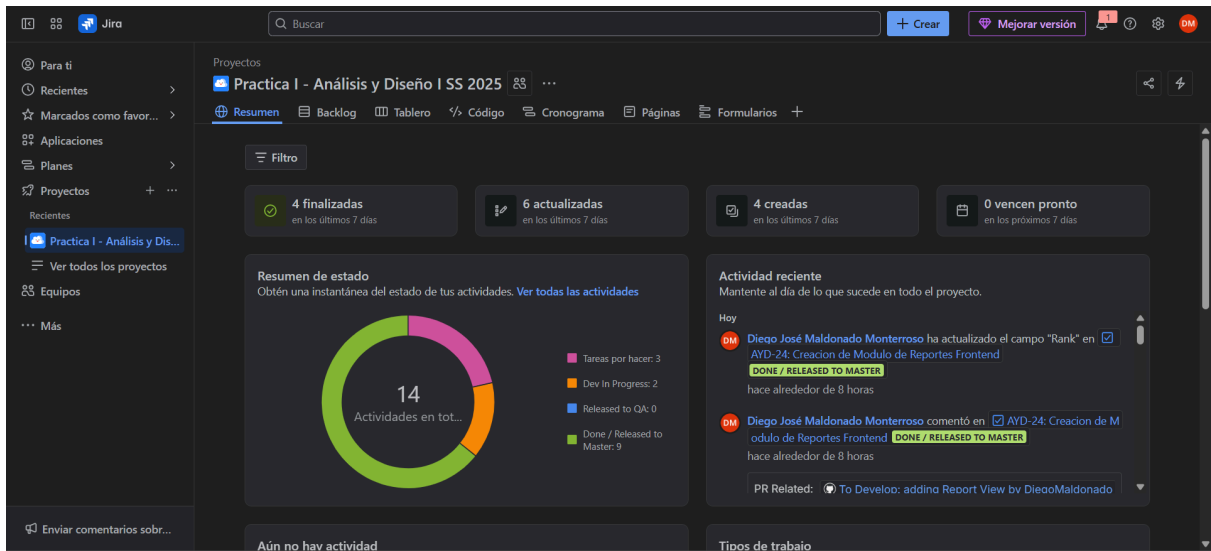 Jira
Buscar
+ Crear
Mejorar versión
1
DM
Para ti
Recientes
Marcados como favor...
Aplicaciones
Planes
Proyectos
Recientes
Practica I - Análisis y Dis...
Ver todos los proyectos
Equipos
Más
Enviar comentarios sobr...
Proyectos
Practica I - Análisis y Diseño I SS 2025
Resumen
Backlog
Tablero
Código
Cronograma
Páginas
Formularios
Filtro
4 finalizadas
en los últimos 7 días
6 actualizadas
en los últimos 7 días
4 creadas
en los últimos 7 días
0 vencen pronto
en los próximos 7 días
Resumen de estado
Obtén una instantánea del estado de tus actividades. Ver todas las actividades
14
Actividades en tot...
Tareas por hacer: 3
Dev In Progress: 2
Released to QA: 0
Done / Released to
Master: 9
Actividad reciente
Mantente al día de lo que sucede en todo el proyecto.
Hoy
DM
Diego José Maldonado Monterroso ha actualizado el campo "Rank" en
AYD-24: Creacion de Modulo de Reportes Frontend
DONE / RELEASED TO MASTER
hace alrededor de 8 horas
DM
Diego José Maldonado Monterroso comentó en AYD-24: Creacion de M
odulo de Reportes Frontend DONE / RELEASED TO MASTER
hace alrededor de 8 horas
PR Related: To Develop: adding Report View by DiegoMaldonado
Aún no hay actividad
Tipos de trabajo